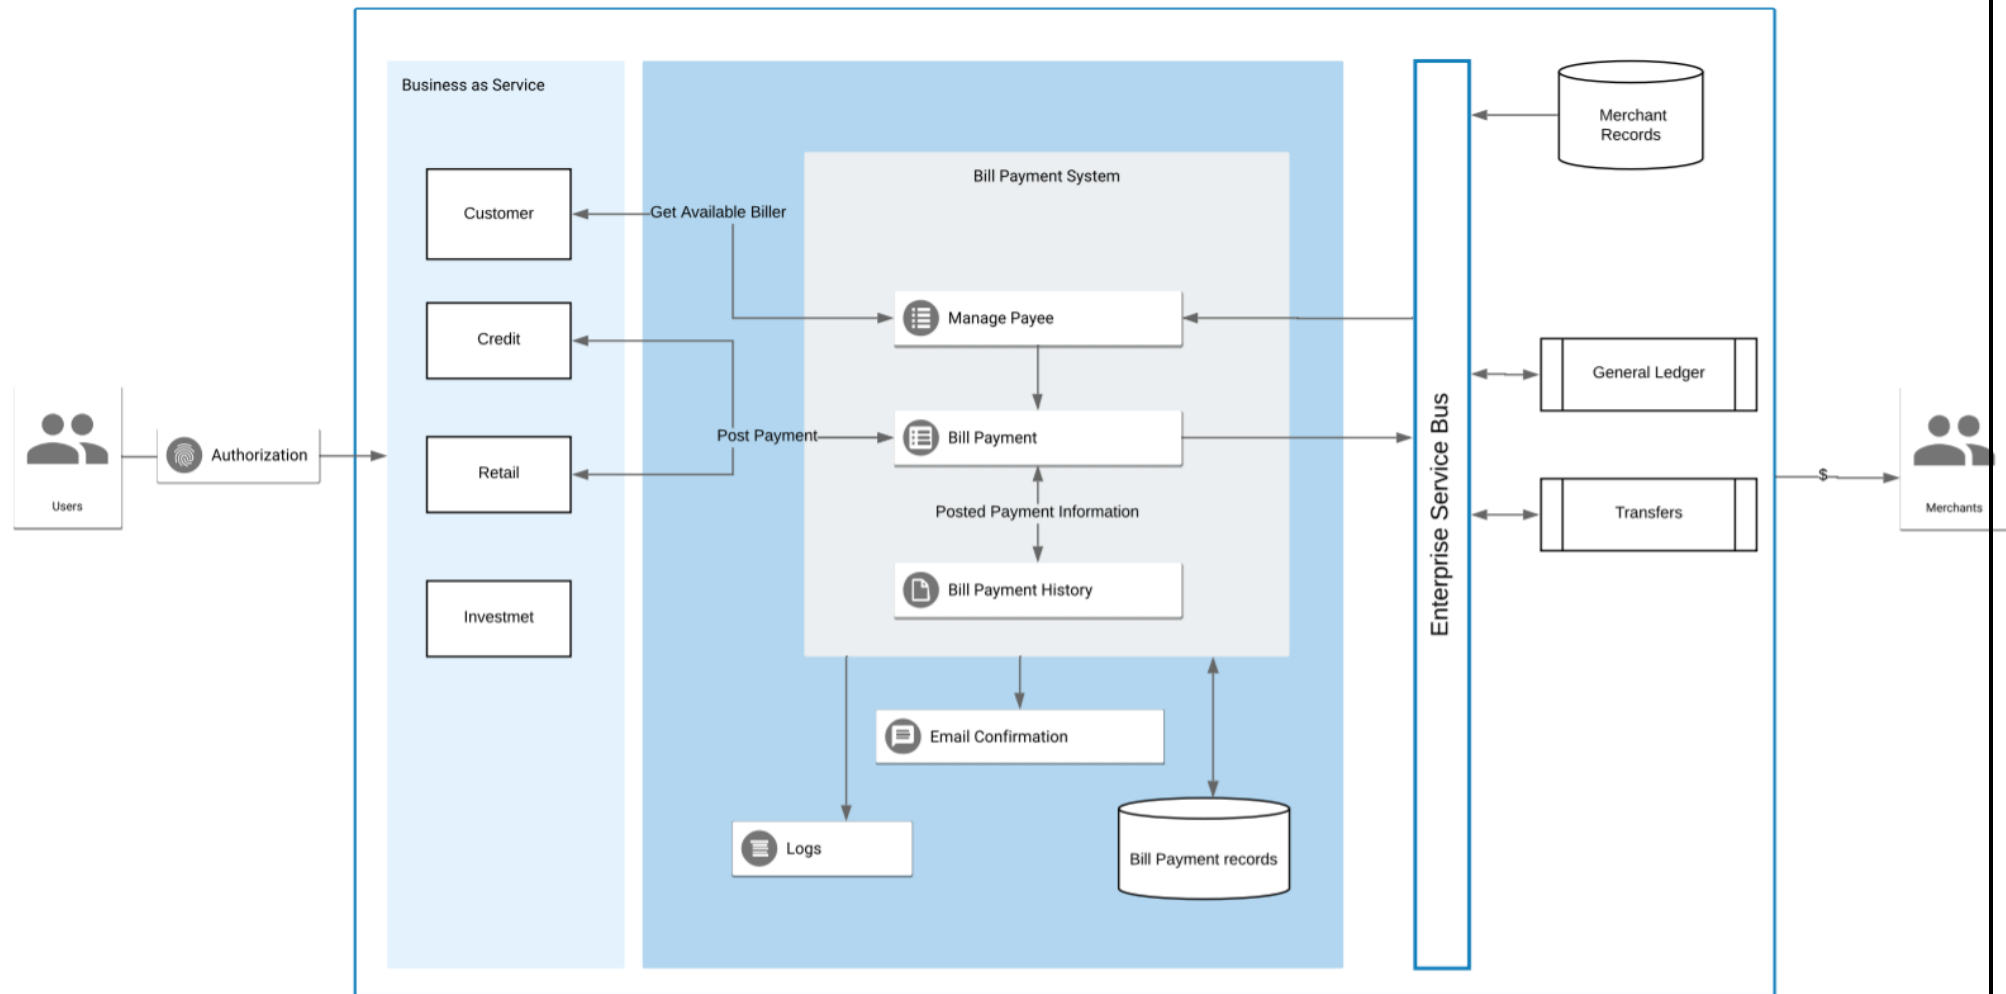 Business as Service
Customer
Credit
Retail
Investmet
Users
Authorization
Get Available Biller
Post Payment
Bill Payment System
Manage Payee
Bill Payment
Posted Payment Information
Bill Payment History
Email Confirmation
Logs
Bill Payment records
Enterprise Service Bus
Merchant
Records
General Ledger
Transfers
$
Merchants